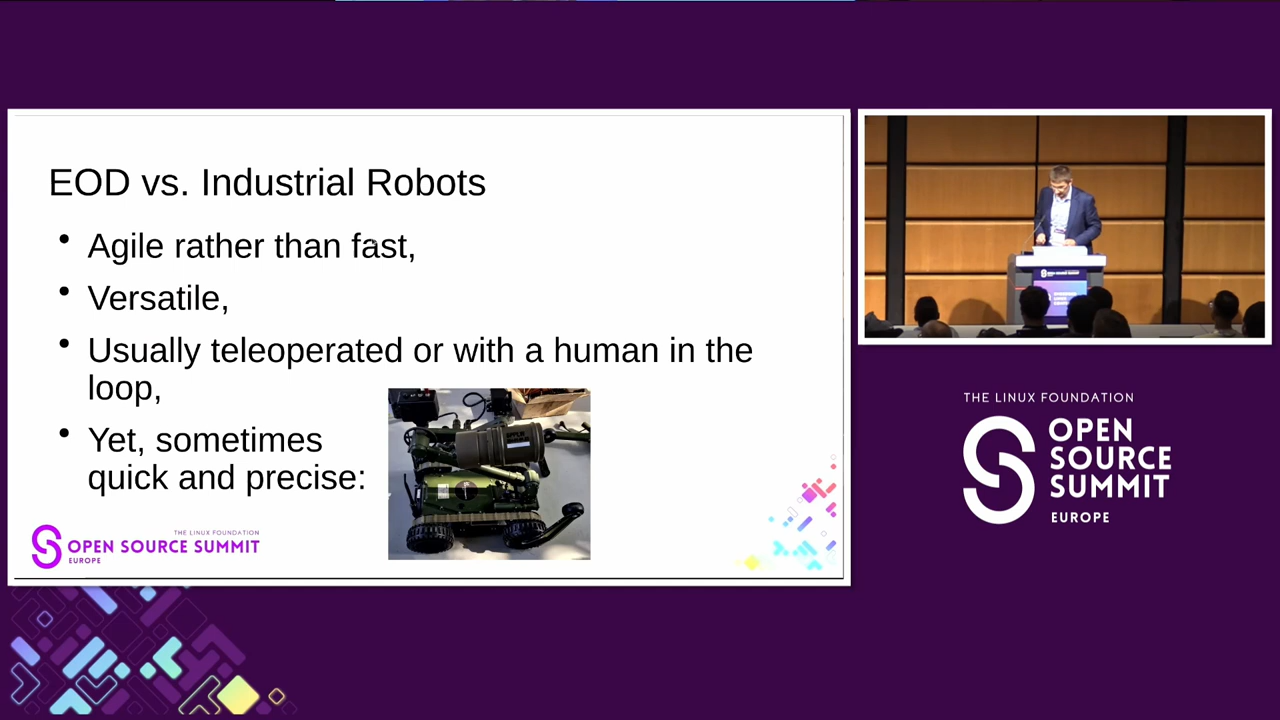 EOD vs. Industrial Robots
• Agile rather than fast,
• Versatile,
• Usually teleoperated or with a human in the
loop,
• Yet, sometimes
quick and precise:
THE LINUX FOUNDATION
OPEN SOURCE SUMMIT
EUROPE
THE LINUX FOUNDATION
OPEN
SOURCE
SUMMIT
EUROPE